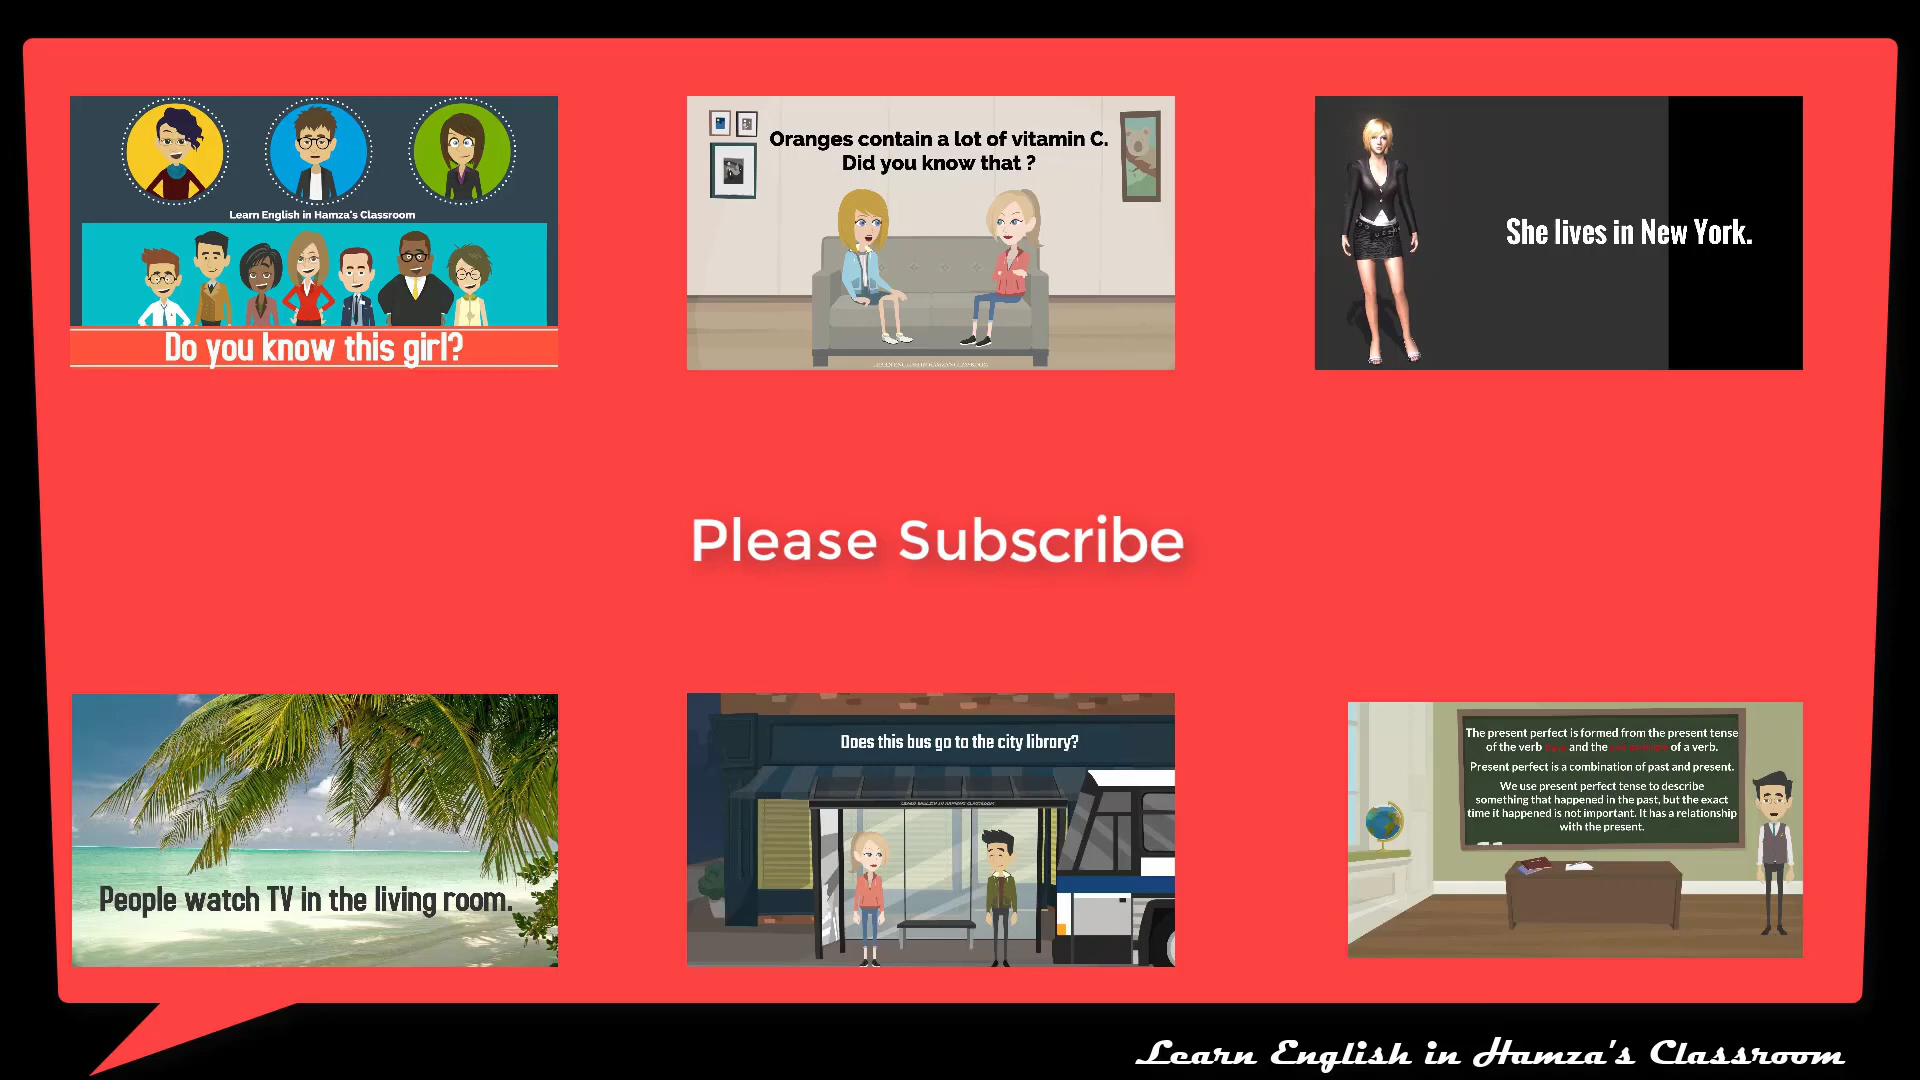 Learn English in Hamza's Classroom
Do you know this girl?
Oranges contain a lot of vitamin C.
Did you know that ?
She lives in New York.
Please Subscribe
People watch TV in the living room.
Does this bus go to the city library?
The present perfect is formed from the present tense
of the verb and the of a verb.
Present perfect is a combination of past and present.
We use present perfect tense to describe
something that happened in the past, but the exact
time it happened is not important. It has a relationship
with the present.
Learn English in Hamza's Classroom